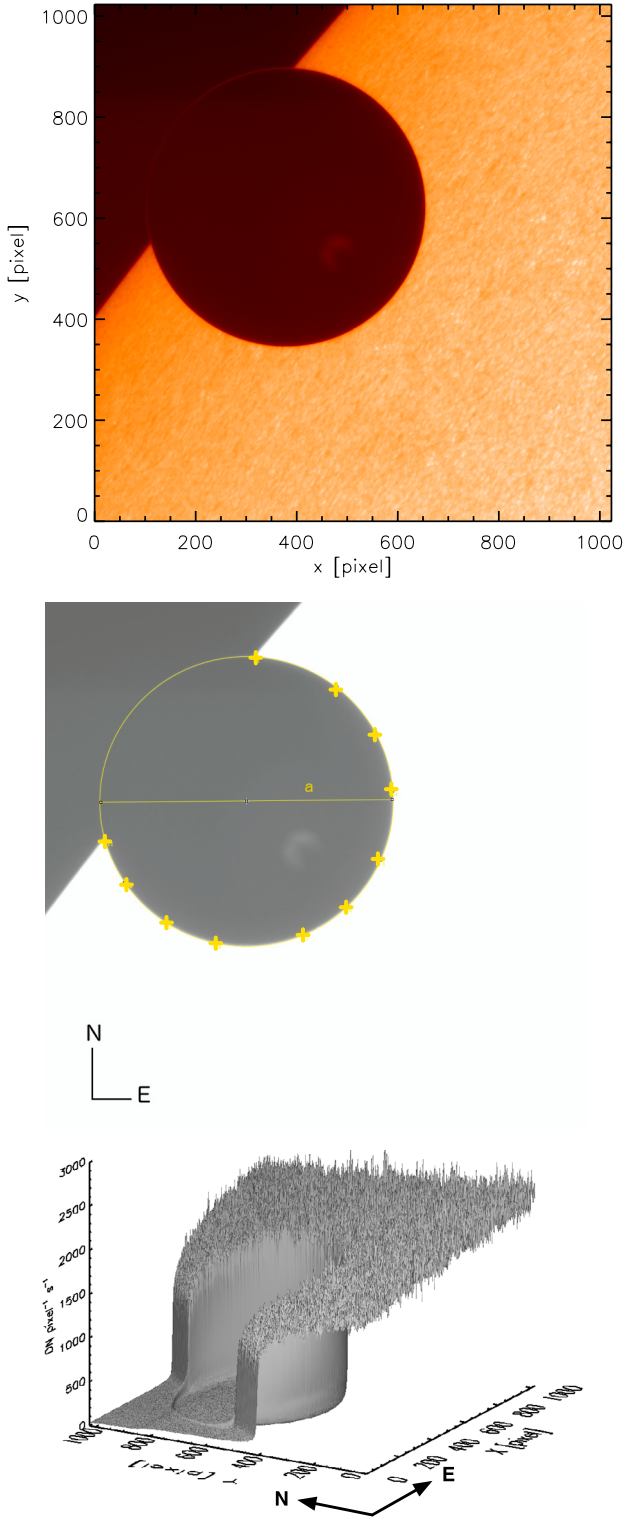 1000
800
600
400
200
0
y [pixel]
0 200 400 600 800 1000
x [pixel]
a
N
E
3000
2500
2000
1500
1000
500
0
DN pixel⁻¹ s⁻¹
1000 800 600 400 200 0
Y [pixel]
0 200 400 600 800 1000
X [pixel]
N
E